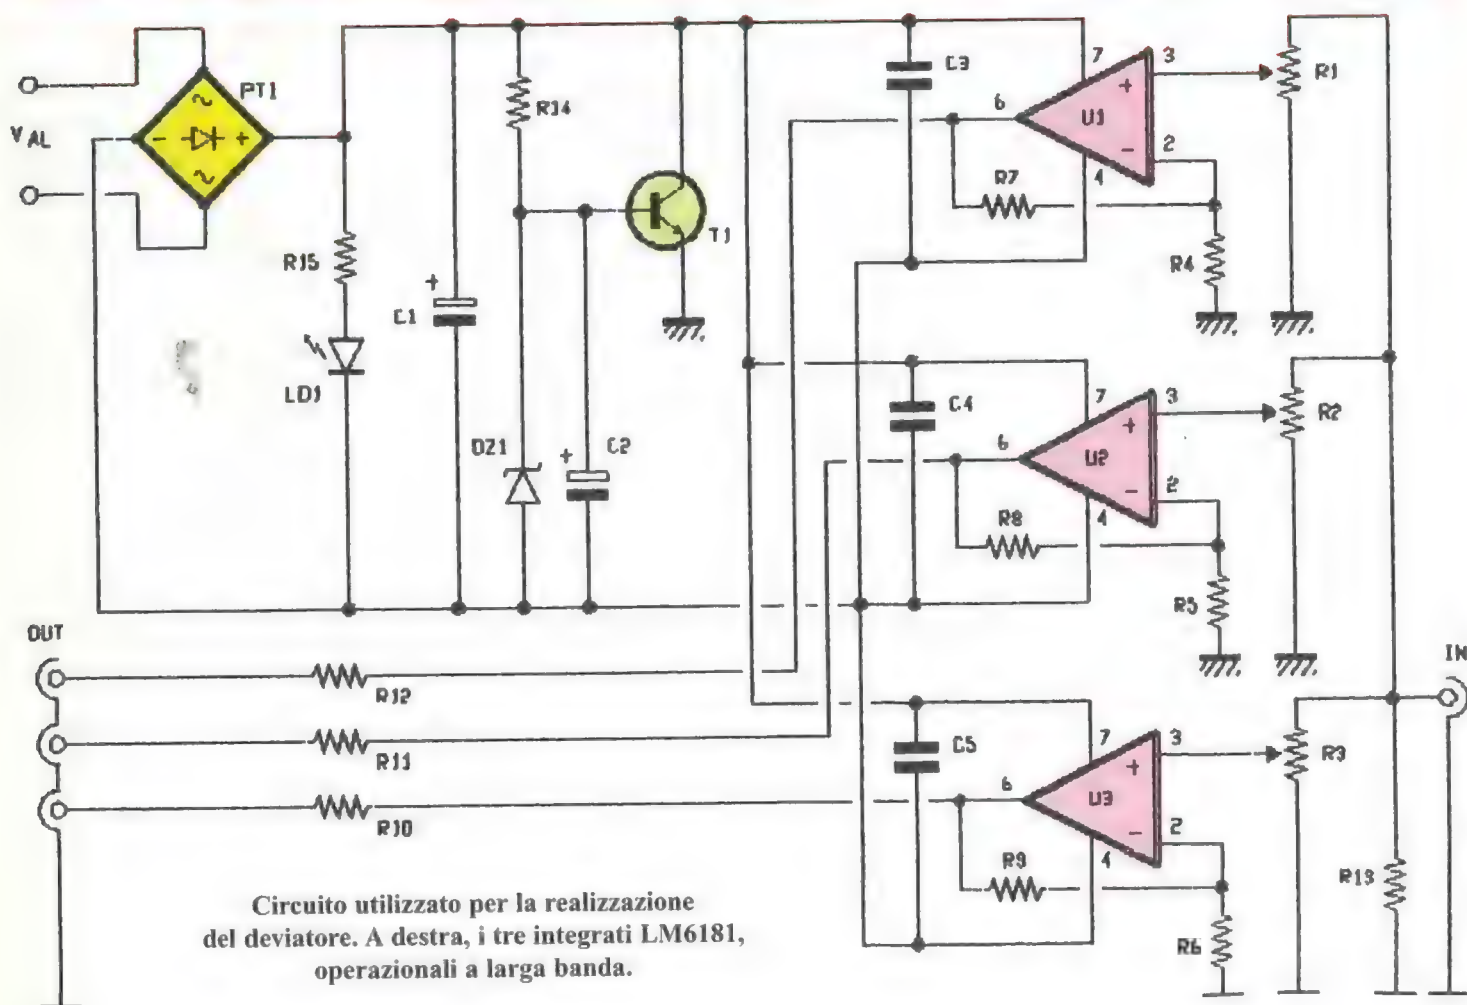 PT1
V AL
R15
LD1
C1
R14
DZ1
C2
T1
C3
7
3
6
U1
+
−
2
4
R7
R4
R1
C4
7
3
6
U2
+
−
2
4
R8
R5
R2
OUT
R12
R11
R10
C5
7
3
6
U3
+
−
2
4
R9
R6
R3
R13
IN
Circuito utilizzato per la realizzazione
del deviatore. A destra, i tre integrati LM6181,
operazionali a larga banda.